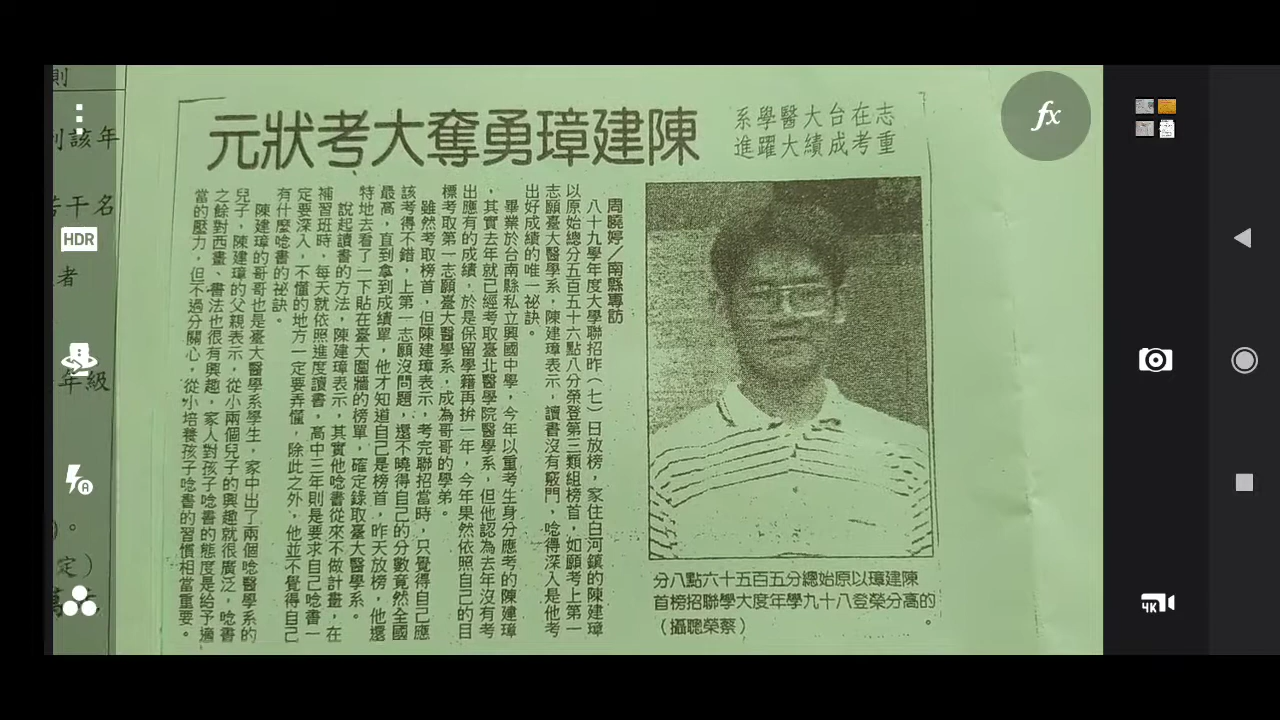 志在台大醫學系
重考成績大躍進
陳建璋勇奪大考狀元
周曉婷／南縣專訪
八十九學年度大學聯招昨（七）日放榜，家住白河鎮的陳建璋
以原始總分五百五十六點八分榮登第三類組榜首，如願考上第一
志願臺大醫學系，陳建璋表示，讀書沒有竅門，唸得深入是他考
出好成績的唯一祕訣。
畢業於台南縣私立興國中學，今年以重考生身分應考的陳建璋
，其實去年就已經考取臺北醫學院醫學系，但他認為去年沒有考
出應有的成績，於是保留學籍再拚一年，今年果然依照自己的目
標考取第一志願臺大醫學系，成為哥哥的學弟。
雖然考取榜首，但陳建璋表示，考完聯招當時，只覺得自己應
該考得不錯，上第一志願沒問題，還不曉得自己的分數竟然全國
最高，直到拿到成績單，他才知道自己是榜首，昨天放榜，他還
特地去看了一下貼在臺大圍牆的榜單，確定錄取臺大醫學系。
說起讀書的方法，陳建璋表示，其實他唸書從來不做計畫，在
補習班時，每天就依照進度讀書，高中三年則是要求自己唸書一
定要深入，不懂的地方一定要弄懂，除此之外，他並不覺得自己
有什麼唸書的祕訣。
陳建璋的哥哥也是臺大醫學系學生，家中出了兩個唸醫學系的
兒子，陳建璋的父親表示，從小兩個兒子的興趣就很廣泛，唸書
之餘對西畫、書法也很有興趣，家人對孩子唸書的態度是給予適
當的壓力，但不過分關心，從小培養孩子唸書的習慣相當重要。
陳建璋以原始總分五百五十六點八分
的高分榮登八十九學年度大學聯招榜首
。
（蔡榮聰攝）
則
列該年
若干名
者
年級
。
定）
HDR
fx
4K